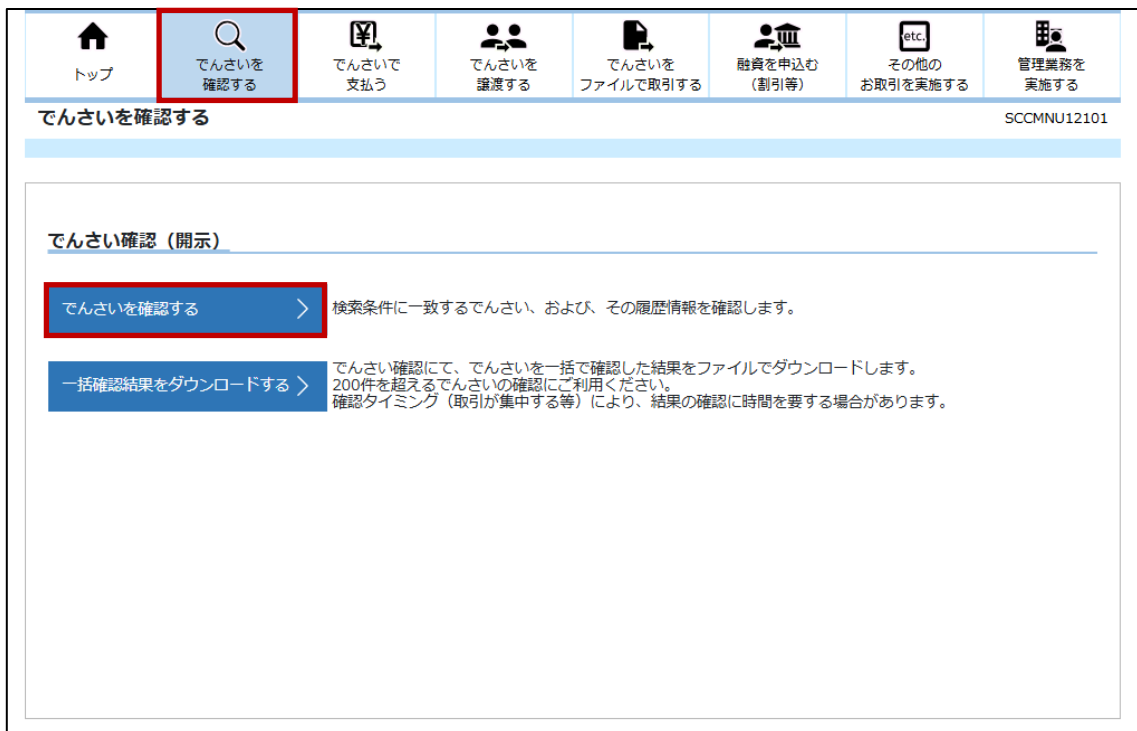 トップ
でんさいを
確認する
でんさいで
支払う
でんさいを
譲渡する
でんさいを
ファイルで取引する
融資を申込む
(割引等)
etc.
その他の
お取引を実施する
管理業務を
実施する
でんさいを確認する
SCCMNU12101
でんさい確認（開示）
でんさいを確認する
検索条件に一致するでんさい、および、その履歴情報を確認します。
一括確認結果をダウンロードする
でんさい確認にて、でんさいを一括で確認した結果をファイルでダウンロードします。
200件を超えるでんさいの確認にご利用ください。
確認タイミング（取引が集中する等）により、結果の確認に時間を要する場合があります。